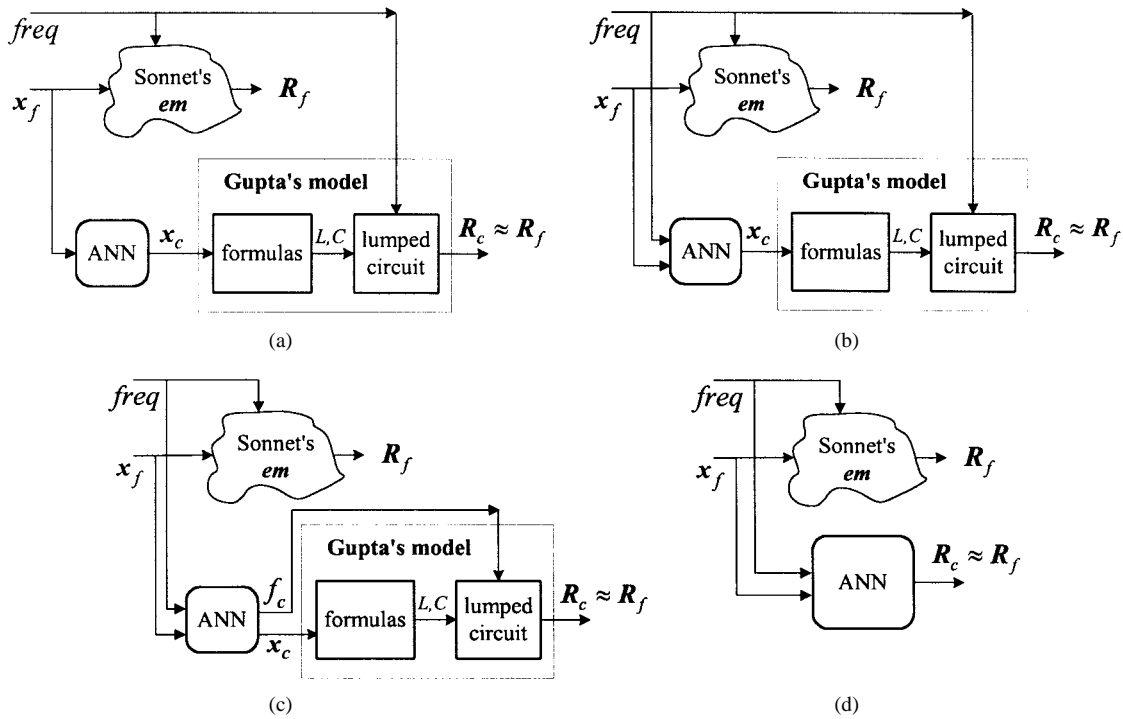 freq
Sonnet's
em
R_f
x_f
Gupta's model
ANN
x_c
formulas
L,C
lumped
circuit
R_c ≈ R_f
(a)
freq
Sonnet's
em
R_f
x_f
Gupta's model
ANN
x_c
formulas
L,C
lumped
circuit
R_c ≈ R_f
(b)
freq
Sonnet's
em
R_f
x_f
Gupta's model
ANN
f_c
x_c
formulas
L,C
lumped
circuit
R_c ≈ R_f
(c)
freq
Sonnet's
em
R_f
x_f
ANN
R_c ≈ R_f
(d)